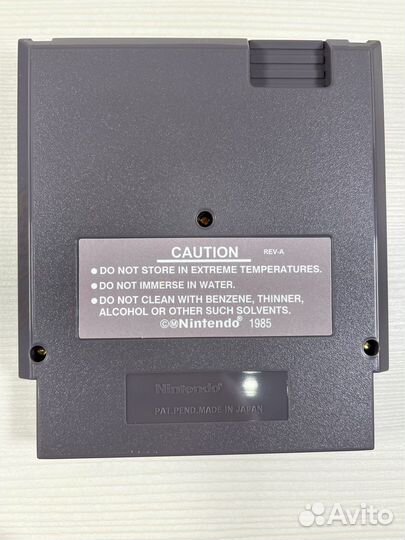 CAUTION REV-A
● DO NOT STORE IN EXTREME TEMPERATURES.
● DO NOT IMMERSE IN WATER.
● DO NOT CLEAN WITH BENZENE, THINNER,
ALCOHOL OR OTHER SUCH SOLVENTS.
©ⓂNintendo® 1985
Nintendo®
PAT.PEND.MADE IN JAPAN
Avito